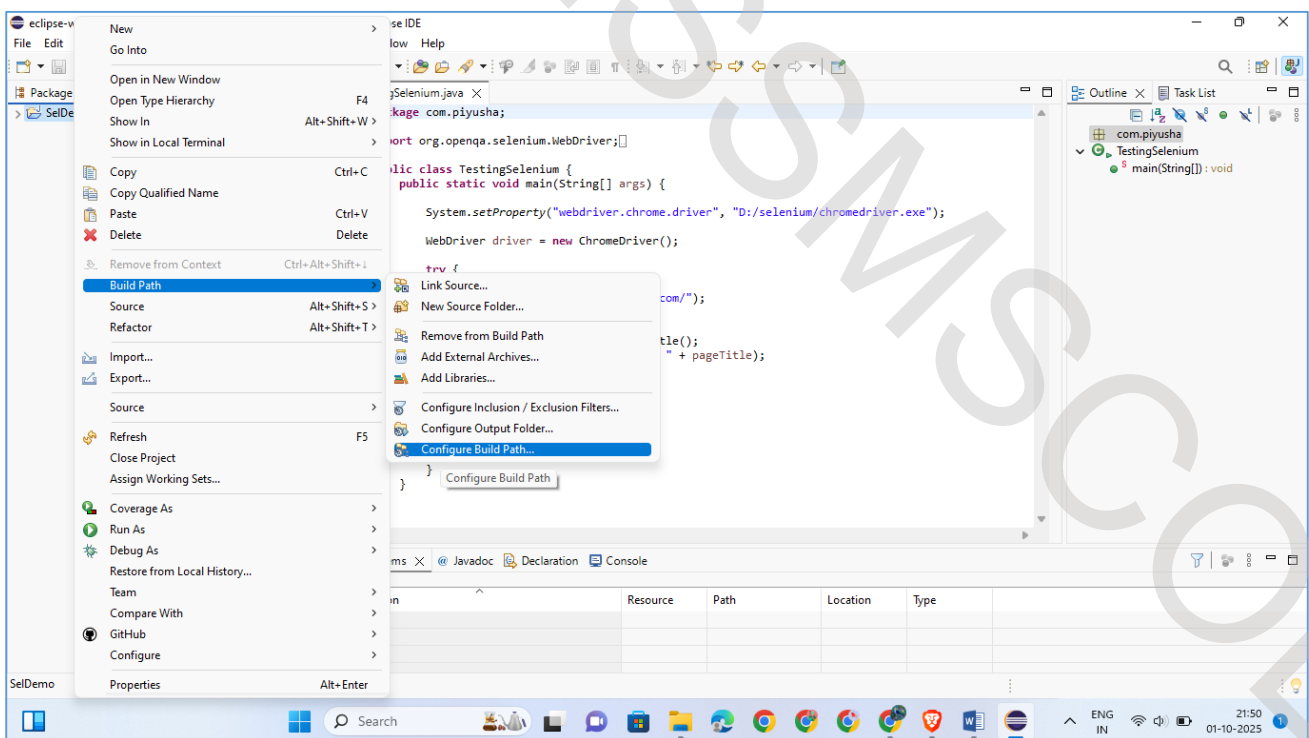 eclipse-w
se IDE
File Edit
low Help
Package
SelDe
New
Go Into
Open in New Window
Open Type Hierarchy F4
Show In Alt+Shift+W >
Show in Local Terminal
Copy Ctrl+C
Copy Qualified Name
Paste Ctrl+V
Delete Delete
Remove from Context Ctrl+Alt+Shift+↓
Build Path
Source Alt+Shift+S >
Refactor Alt+Shift+T >
Import...
Export...
Source
Refresh F5
Close Project
Assign Working Sets...
Coverage As
Run As
Debug As
Restore from Local History...
Team
Compare With
GitHub
Configure
Properties Alt+Enter
Link Source...
New Source Folder...
Remove from Build Path
Add External Archives...
Add Libraries...
Configure Inclusion / Exclusion Filters...
Configure Output Folder...
Configure Build Path...
Configure Build Path
gSelenium.java
ckage com.piyusha;
port org.openqa.selenium.WebDriver;
lic class TestingSelenium {
public static void main(String[] args) {
System.setProperty("webdriver.chrome.driver", "D:/selenium/chromedriver.exe");
WebDriver driver = new ChromeDriver();
try {
com/");
tle();
" + pageTitle);
}
}
Outline Task List
com.piyusha
TestingSelenium
main(String[]) : void
ms @ Javadoc Declaration Console
on Resource Path Location Type
SelDemo
Search
ENG
IN
21:50
01-10-2025
1
SSMSCOE